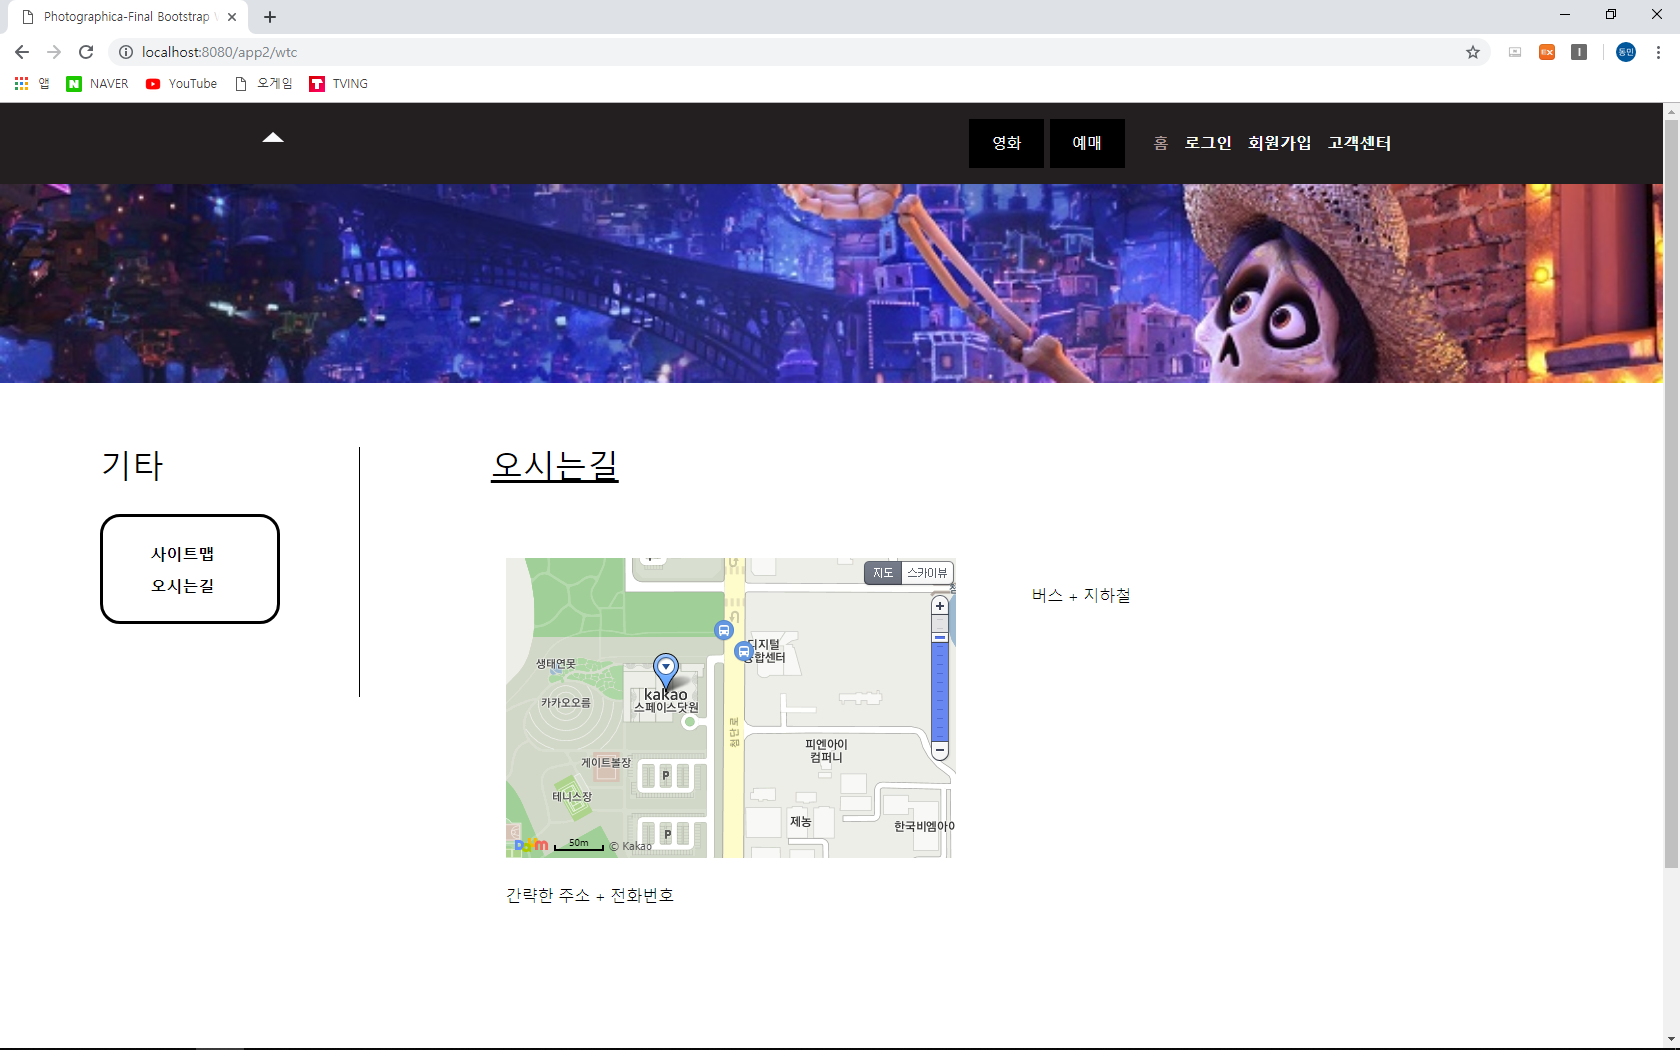 Photographica-Final Bootstrap
localhost:8080/app2/wtc
앱 NAVER YouTube 오게임 TVING
영화 예매 홈 로그인 회원가입 고객센터
기타
사이트맵
오시는길
오시는길
지도 스카이뷰
디지털
생태연못
카카오오름
kakao
스페이스닷원
첨단로
피엔아이
컴퍼니
게이트볼장
P
테니스장
제농
P
한국비엠아이
Daum 50m © Kakao
버스 + 지하철
간략한 주소 + 전화번호